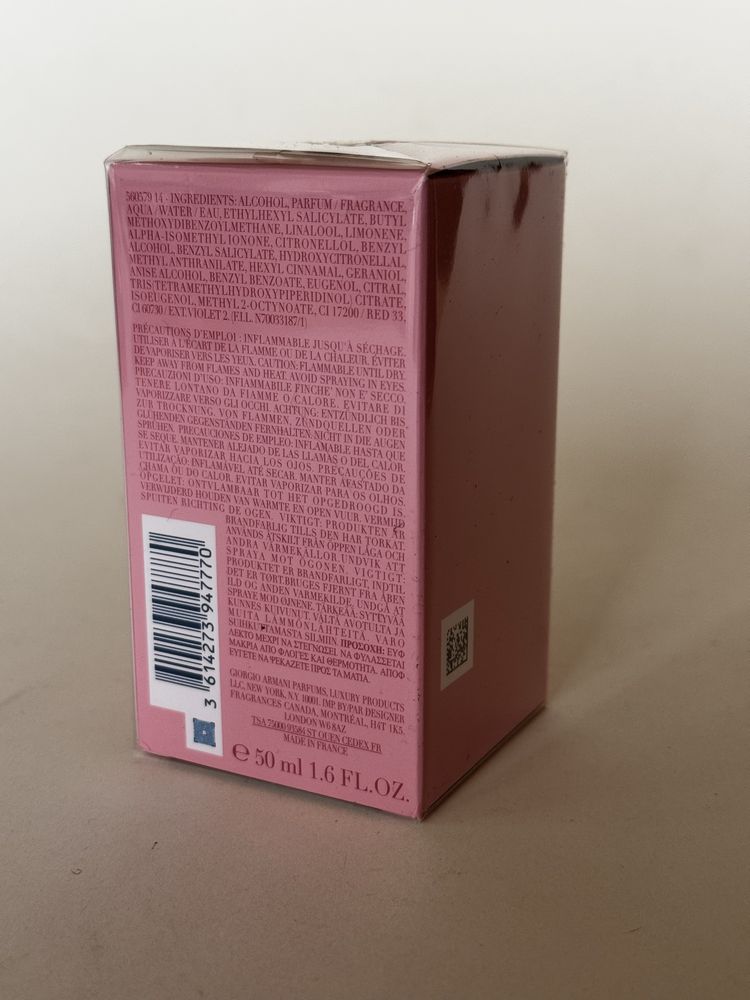 560579 14 - INGREDIENTS: ALCOHOL, PARFUM / FRAGRANCE,
AQUA / WATER / EAU, ETHYLHEXYL SALICYLATE, BUTYL
METHOXYDIBENZOYLMETHANE, LINALOOL, LIMONENE,
ALPHA-ISOMETHYL IONONE, CITRONELLOL, BENZYL
ALCOHOL, BENZYL SALICYLATE, HYDROXYCITRONELLAL,
ETHYL ANTHRANILATE, HEXYL CINNAMAL, GERANIOL,
ANISE ALCOHOL, BENZYL BENZOATE, EUGENOL, CITRAL,
TRIS(TETRAMETHYLHYDROXYPIPERIDINOL) CITRATE,
ISOEUGENOL, METHYL 2-OCTYNOATE, CI 17200 / RED 33,
CI 60730 / EXT. VIOLET 2. (F.I.L. N70033187/1)
PRÉCAUTIONS D'EMPLOI : INFLAMMABLE JUSQU'À SÉCHAGE.
UTILISER À L'ÉCART DE LA FLAMME OU DE LA CHALEUR. ÉVITER
DE VAPORISER VERS LES YEUX. CAUTION: FLAMMABLE UNTIL DRY.
KEEP AWAY FROM FLAMES AND HEAT. AVOID SPRAYING IN EYES.
PRECAUZIONI D'USO: INFIAMMABILE FINCHE' NON E' SECCO.
TENERE LONTANO DA FIAMME O CALORE. EVITARE DI
VAPORIZZARE VERSO GLI OCCHI. ACHTUNG: ENTZÜNDLICH BIS
ZUR TROCKNUNG. VON FLAMMEN, ZÜNDQUELLEN ODER
GLÜHENDEN GEGENSTÄNDEN FERNHALTEN. NICHT IN DIE AUGEN
SPRÜHEN. PRECAUCIONES DE EMPLEO: INFLAMABLE HASTA QUE
SE SEQUE. MANTENER ALEJADO DE LAS LLAMAS O DEL CALOR.
EVITAR VAPORIZAR HACIA LOS OJOS. PRECAUÇÕES DE
UTILIZAÇÃO: INFLAMÁVEL ATÉ SECAR. MANTER AFASTADO DA
CHAMA OU DO CALOR. EVITAR VAPORIZAR PARA OS OLHOS.
OPGELET: ONTVLAMBAAR TOT HET OPGEDROOGD IS.
VERWIJDERD HOUDEN VAN WARMTE EN OPEN VUUR. VERMIJD
SPUITEN RICHTING DE OGEN. VIKTIGT: PRODUKTEN ÄR
BRANDFARLIG TILLS DEN HAR TORKAT.
ANVÄNDS ÅTSKILT FRÅN ÖPPEN LÅGA OCH
ANDRA VÄRMEKÄLLOR. UNDVIK ATT
SPRAYA MOT ÖGONEN. VIGTIGT:
PRODUKTET ER BRANDFARLIGT, INDTIL
DET ER TØRT. BRUGES FJERNT FRA ÅBEN
ILD OG ANDEN VARMEKILDE. UNDGÅ AT
SPRAYE MOD ØJNENE. TÄRKEÄÄ: SYTTYVÄÄ
KUNNES KUIVUNUT. VÄLTÄ AVOTULTA JA
MUITA LÄMMÖNLÄHTEITÄ. VARO
SUIHKUTTAMASTA SILMIIN. ΠΡΟΣΟΧΗ: ΕΥΦ
ΛΕΚΤΟ ΜΕΧΡΙ ΝΑ ΣΤΕΓΝΩΣΕΙ. ΝΑ ΦΥΛΑΣΣΕΤΑΙ
ΜΑΚΡΙΑ ΑΠΟ ΦΛΟΓΕΣ ΚΑΙ ΘΕΡΜΟΤΗΤΑ. ΑΠΟΦ
ΕΥΓΕΤΕ ΝΑ ΨΕΚΑΖΕΤΕ ΠΡΟΣ ΤΑ ΜΑΤΙΑ.
GIORGIO ARMANI PARFUMS, LUXURY PRODUCTS
LLC, NEW YORK, N.Y. 10001. IMP. BY/PAR DESIGNER
FRAGRANCES CANADA, MONTRÉAL, H4T 1K5.
LONDON W6 8AZ
TSA 75000 93584 ST OUEN CEDEX FR
MADE IN FRANCE
3 614273 947770
℮ 50 ml 1.6 FL.OZ.